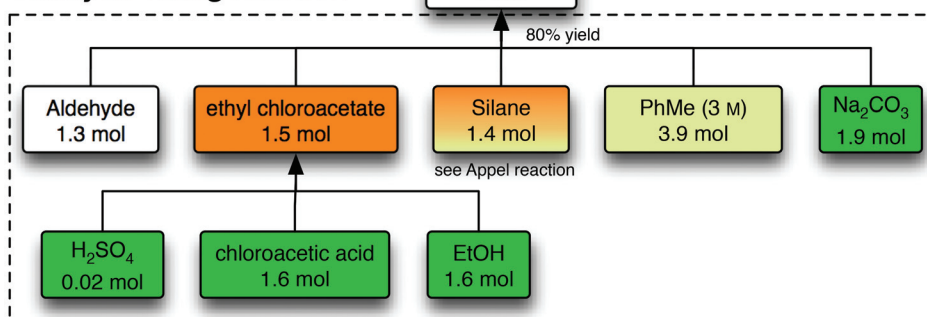 80% yield
Aldehyde
1.3 mol
ethyl chloroacetate
1.5 mol
Silane
1.4 mol
PhMe (3 M)
3.9 mol
Na₂CO₃
1.9 mol
see Appel reaction
H₂SO₄
0.02 mol
chloroacetic acid
1.6 mol
EtOH
1.6 mol